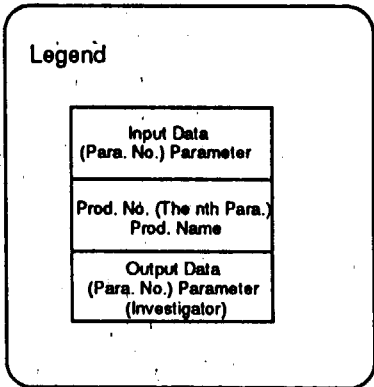 Legend
Input Data
(Para. No.) Parameter
Prod. No. (The nth Para.)
Prod. Name
Output Data
(Para. No.) Parameter
(Investigator)